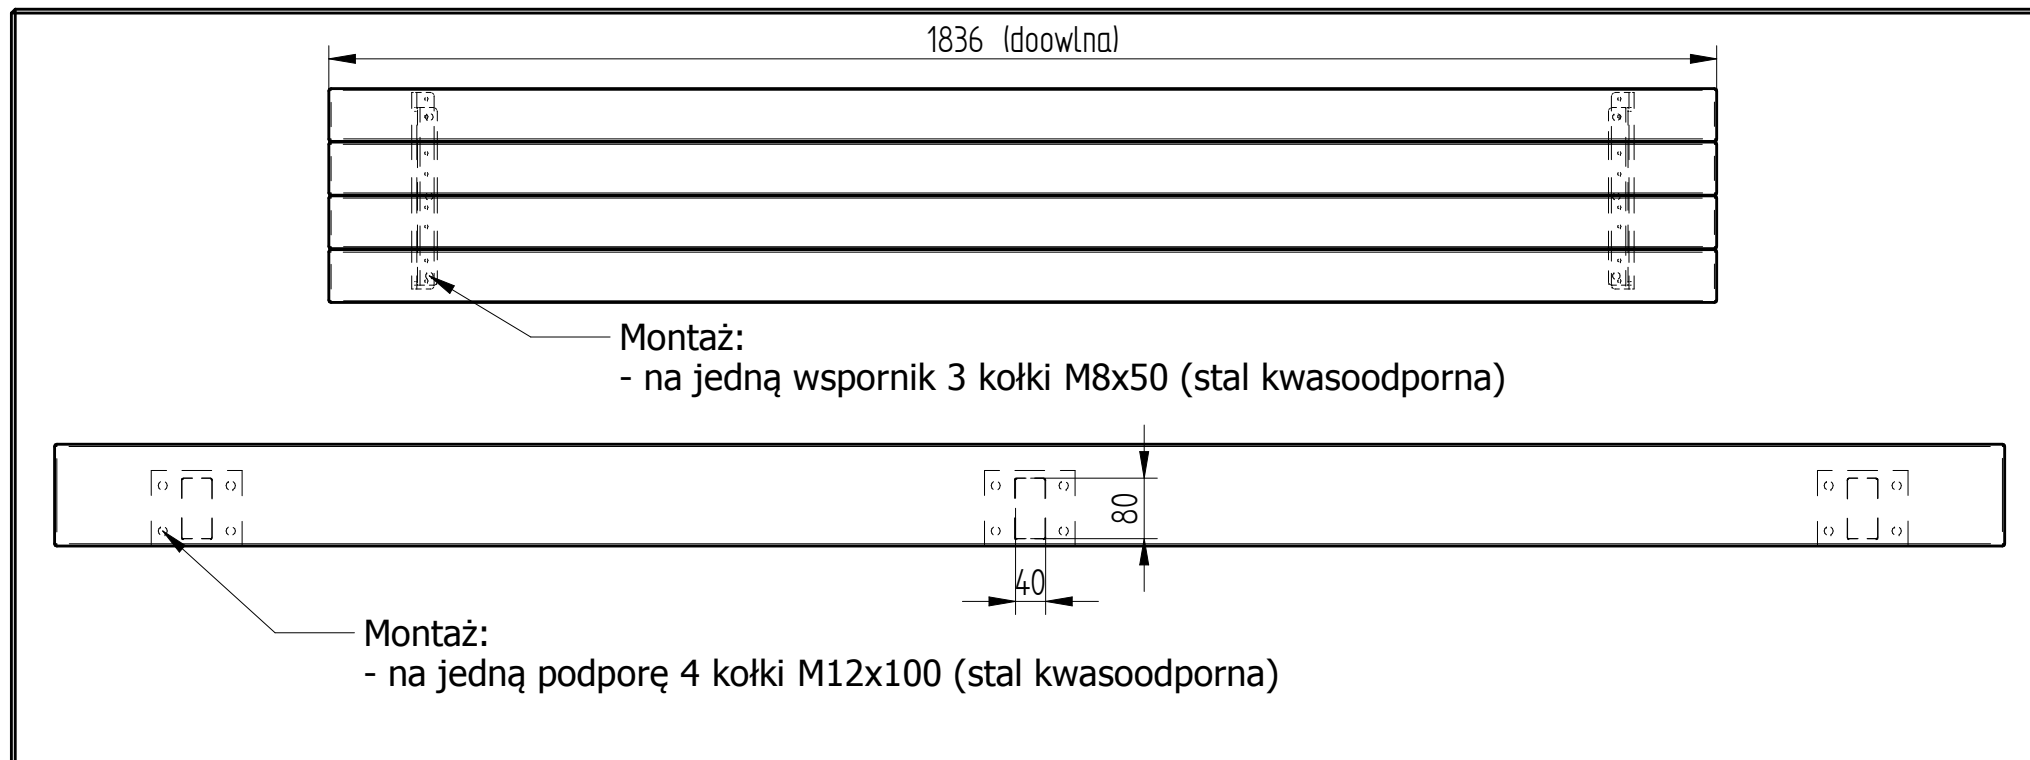 1836 (doowlna)
Montaż:
- na jedną wspornik 3 kołki M8x50 (stal kwasoodporna)
80
40
Montaż:
- na jedną podporę 4 kołki M12x100 (stal kwasoodporna)